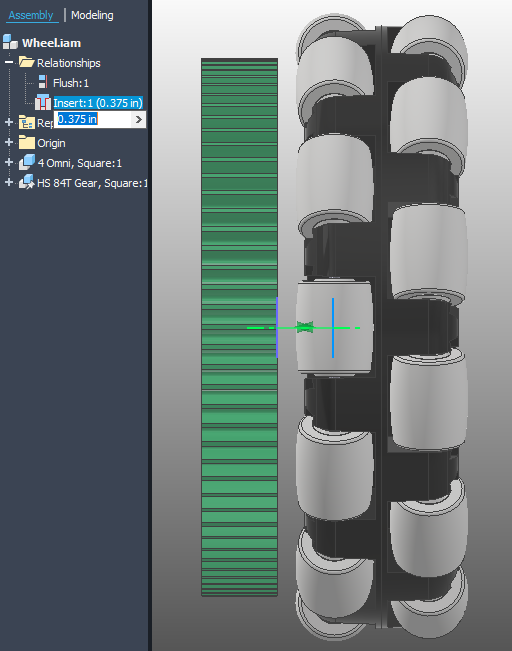 Assembly | Modeling
Wheel.iam
Relationships
Flush:1
Insert:1 (0.375 in)
Rep
0.375 in
Origin
4 Omni, Square:1
HS 84T Gear, Square:1